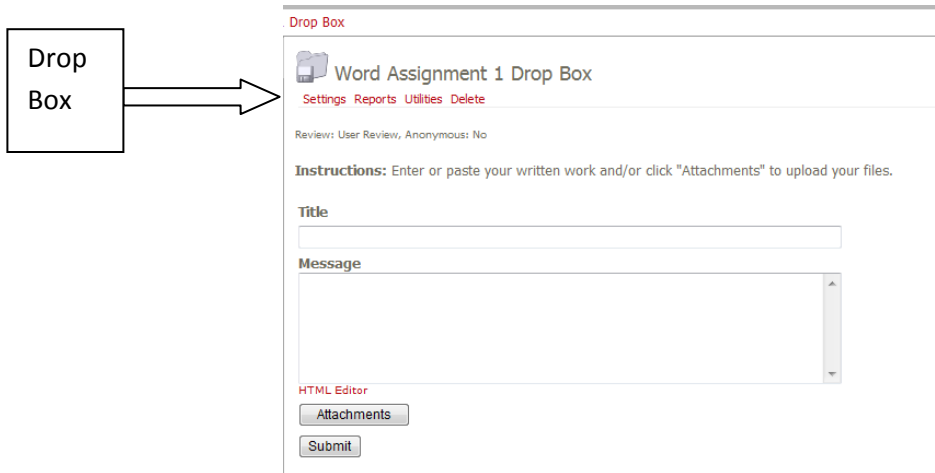 Drop
Box
Drop Box
Word Assignment 1 Drop Box
Settings Reports Utilities Delete
Review: User Review, Anonymous: No
Instructions: Enter or paste your written work and/or click "Attachments" to upload your files.
Title
Message
HTML Editor
Attachments
Submit